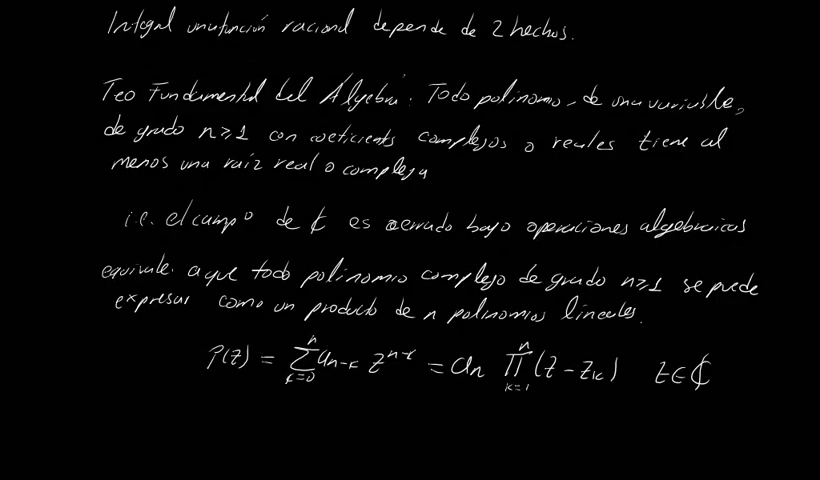 Integral una función racional depende de 2 hechos.
Teo Fundamental del Álgebra. Todo polinomio, de una variable,
de grado n ≥ 1 con coeficients complejos o reales tiene al
menos una raíz real o compleja
i.e. el campo de ℂ es cerrado bajo operaciones algebraicas
equivale a que todo polinomio complejo de grado n ≥ 1 se puede
expresar como un producto de n polinomios lineales.
P(z) = ∑_{k=0}^{n} a_{n-k} z^{n-k} = a_n ∏_{k=1}^{n} (z - z_k) z ∈ ℂ